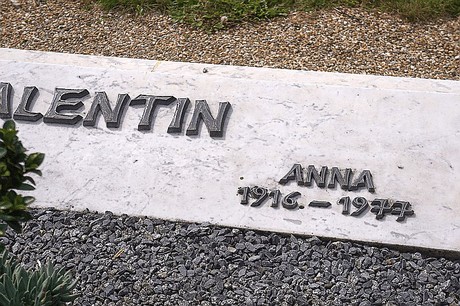 ALENTIN
ANNA
1916. – 1977